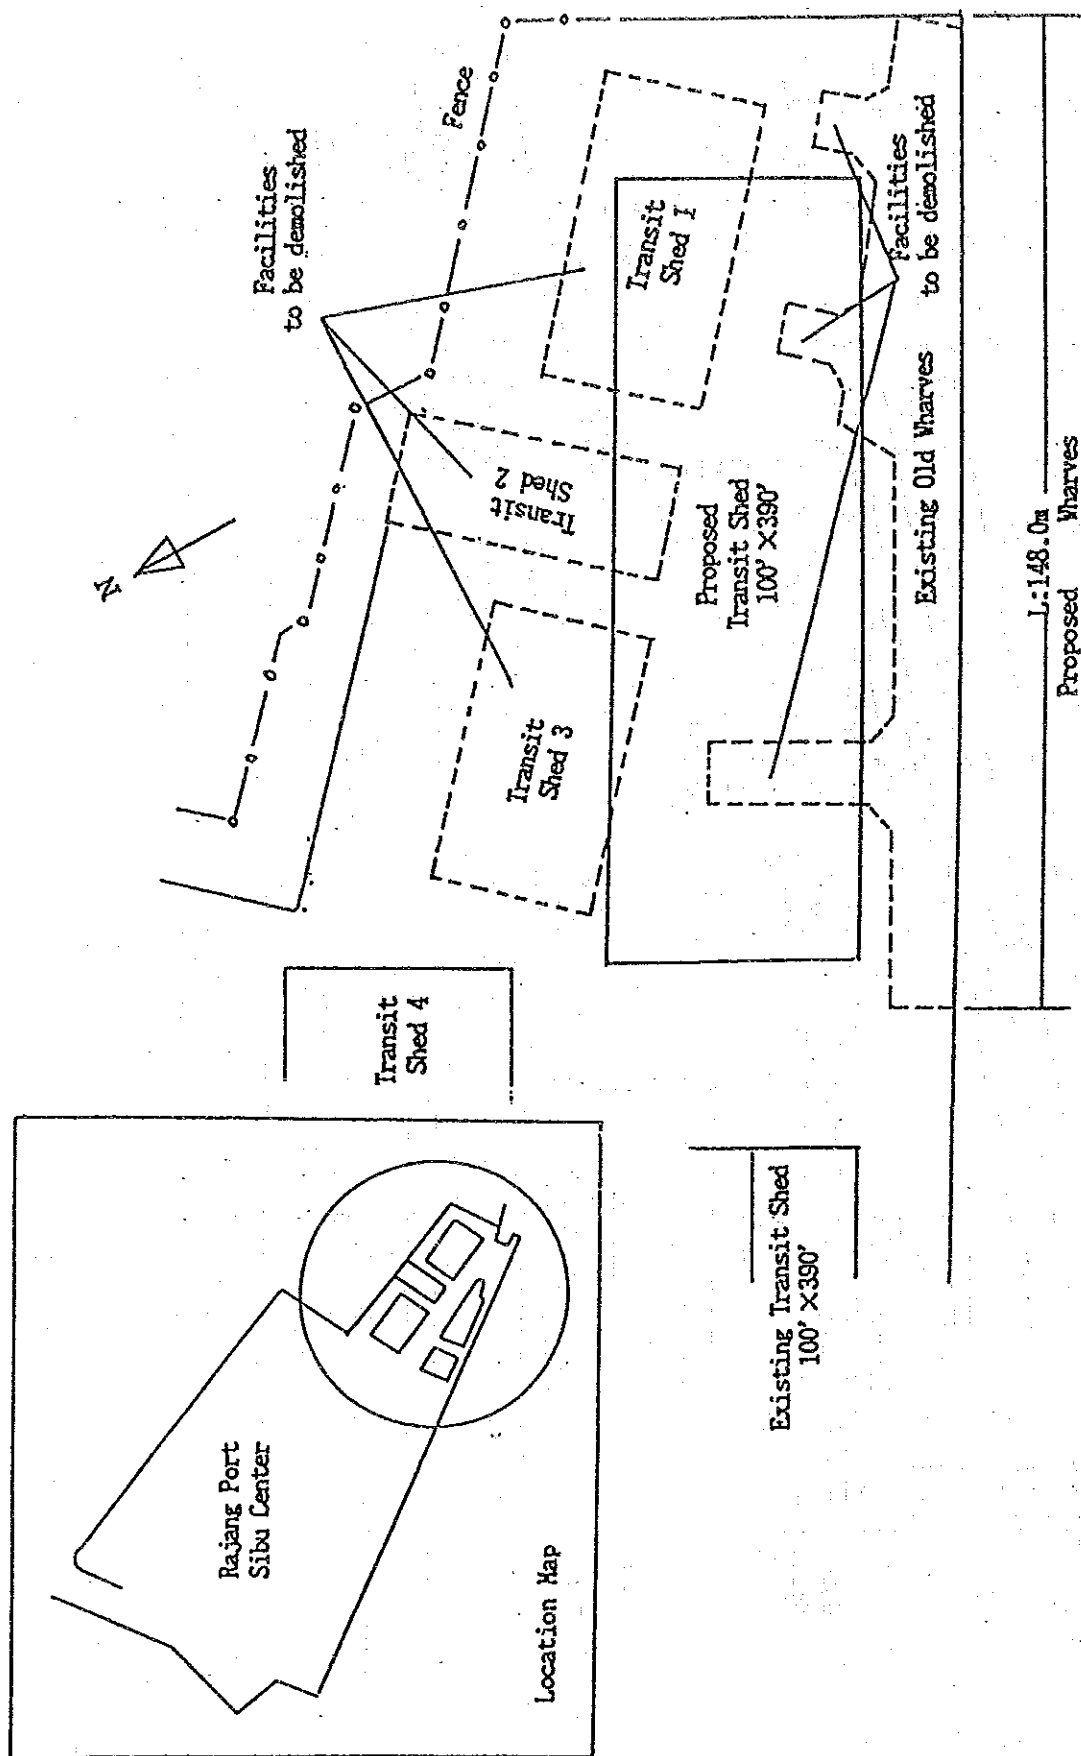 N
Facilities
to be demolished
Fence
Transit
Shed 4
Transit
Shed 3
Transit
Shed 2
Transit
Shed I
Proposed
Transit Shed
100' ×390'
Existing Old Wharves
Facilities
to be demolished
L:148.0m
Proposed Wharves
Existing Transit Shed
100' ×390'
Rajang Port
Sibu Center
Location Map